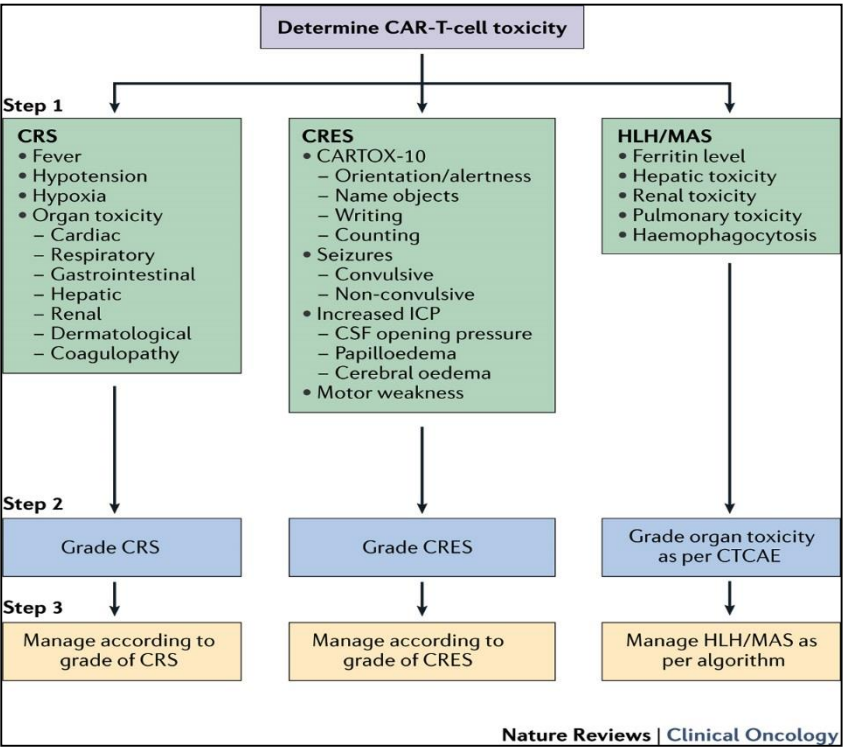 Determine CAR-T-cell toxicity
Step 1
CRS
• Fever
• Hypotension
• Hypoxia
• Organ toxicity
– Cardiac
– Respiratory
– Gastrointestinal
– Hepatic
– Renal
– Dermatological
– Coagulopathy
CRES
• CARTOX-10
– Orientation/alertness
– Name objects
– Writing
– Counting
• Seizures
– Convulsive
– Non-convulsive
• Increased ICP
– CSF opening pressure
– Papilloedema
– Cerebral oedema
• Motor weakness
HLH/MAS
• Ferritin level
• Hepatic toxicity
• Renal toxicity
• Pulmonary toxicity
• Haemophagocytosis
Step 2
Grade CRS
Grade CRES
Grade organ toxicity
as per CTCAE
Step 3
Manage according to
grade of CRS
Manage according to
grade of CRES
Manage HLH/MAS as
per algorithm
Nature Reviews | Clinical Oncology